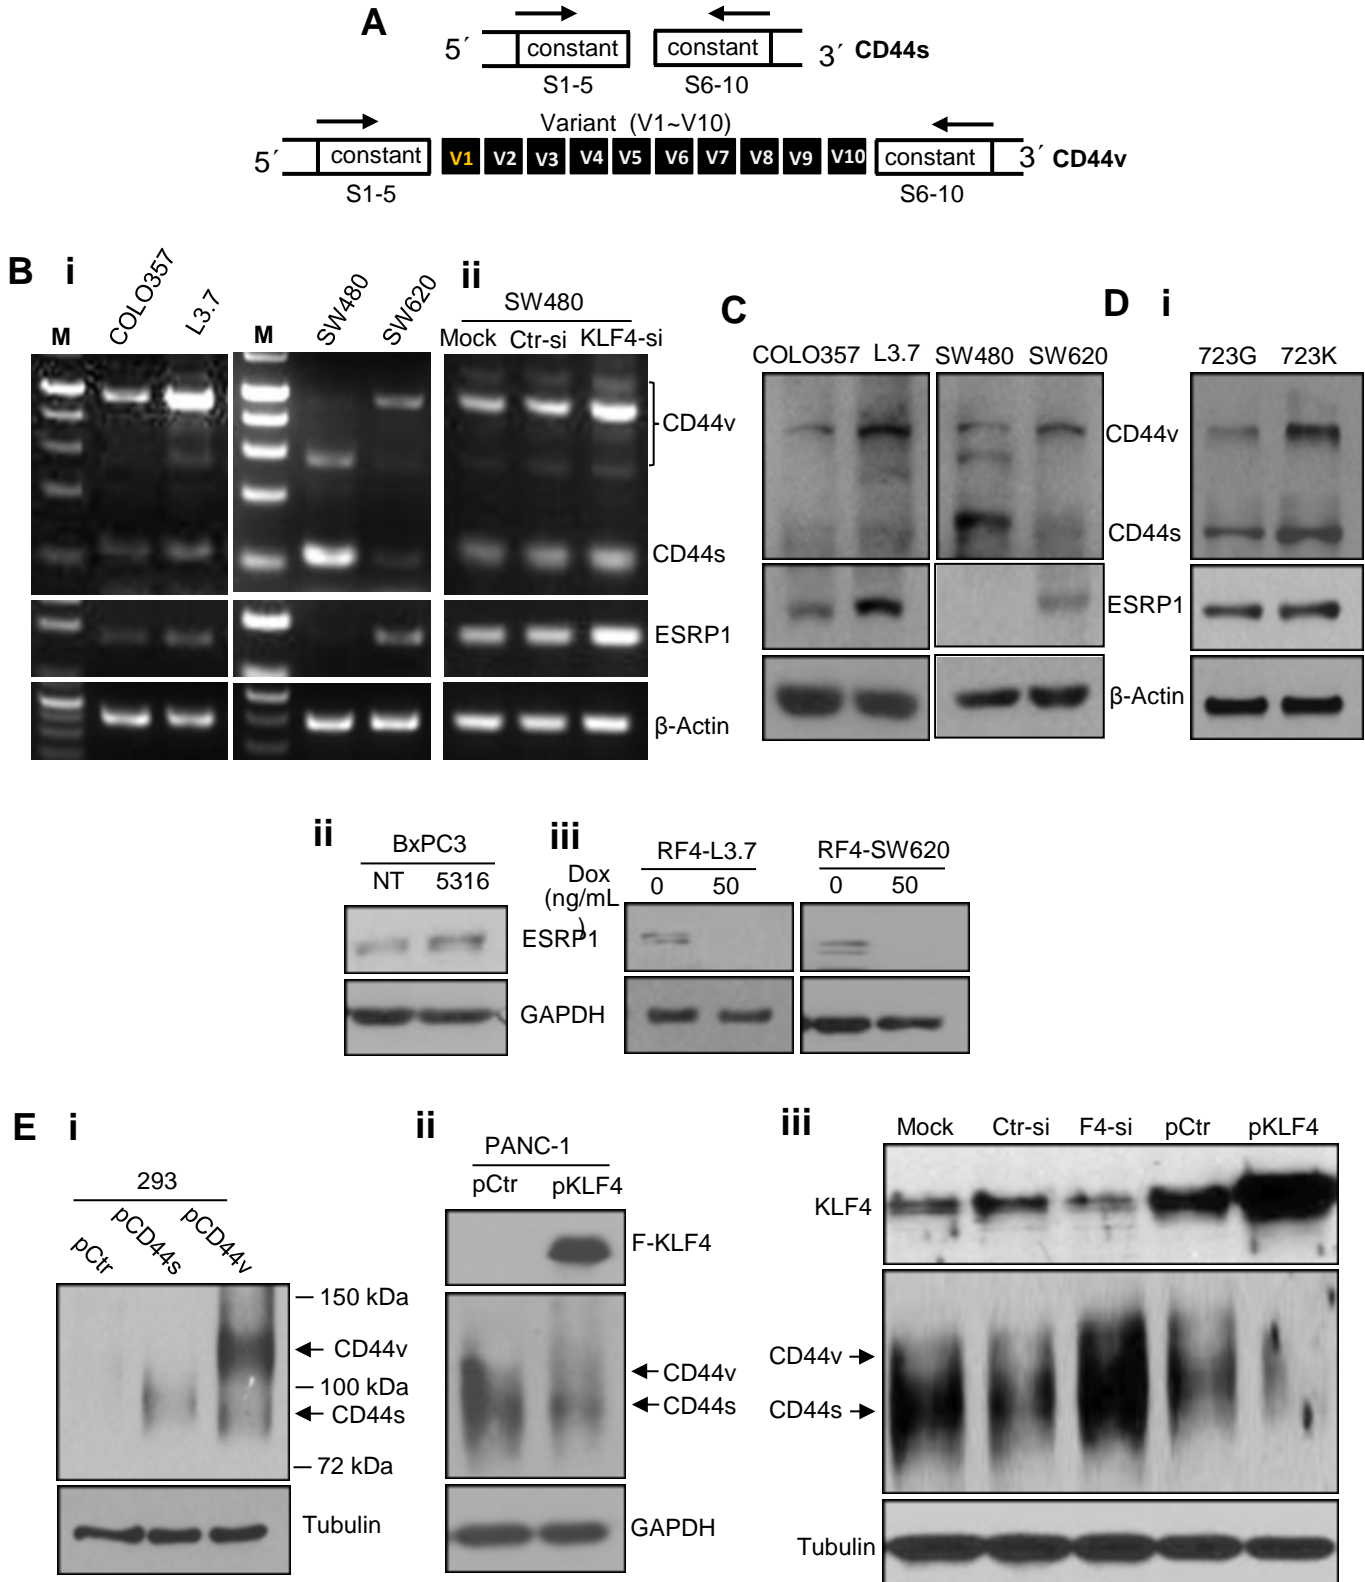 A
5´ constant constant 3´ CD44s
S1-5 S6-10
Variant (V1~V10)
5´ constant V1 V2 V3 V4 V5 V6 V7 V8 V9 V10 constant 3´ CD44v
S1-5 S6-10
B i
M COLO357 L3.7 M SW480 SW620
ii
SW480
Mock Ctr-si KLF4-si
CD44v
CD44s
ESRP1
β-Actin
C
COLO357 L3.7 SW480 SW620
D i
723G 723K
CD44v
CD44s
ESRP1
β-Actin
ii
BxPC3
NT 5316
ESRP1
GAPDH
iii
RF4-L3.7 RF4-SW620
Dox 0 50 0 50
(ng/mL
)
E i
293
pCtr pCD44s pCD44v
150 kDa
CD44v
100 kDa
CD44s
72 kDa
Tubulin
ii
PANC-1
pCtr pKLF4
F-KLF4
CD44v
CD44s
GAPDH
iii
Mock Ctr-si F4-si pCtr pKLF4
KLF4
CD44v
CD44s
Tubulin